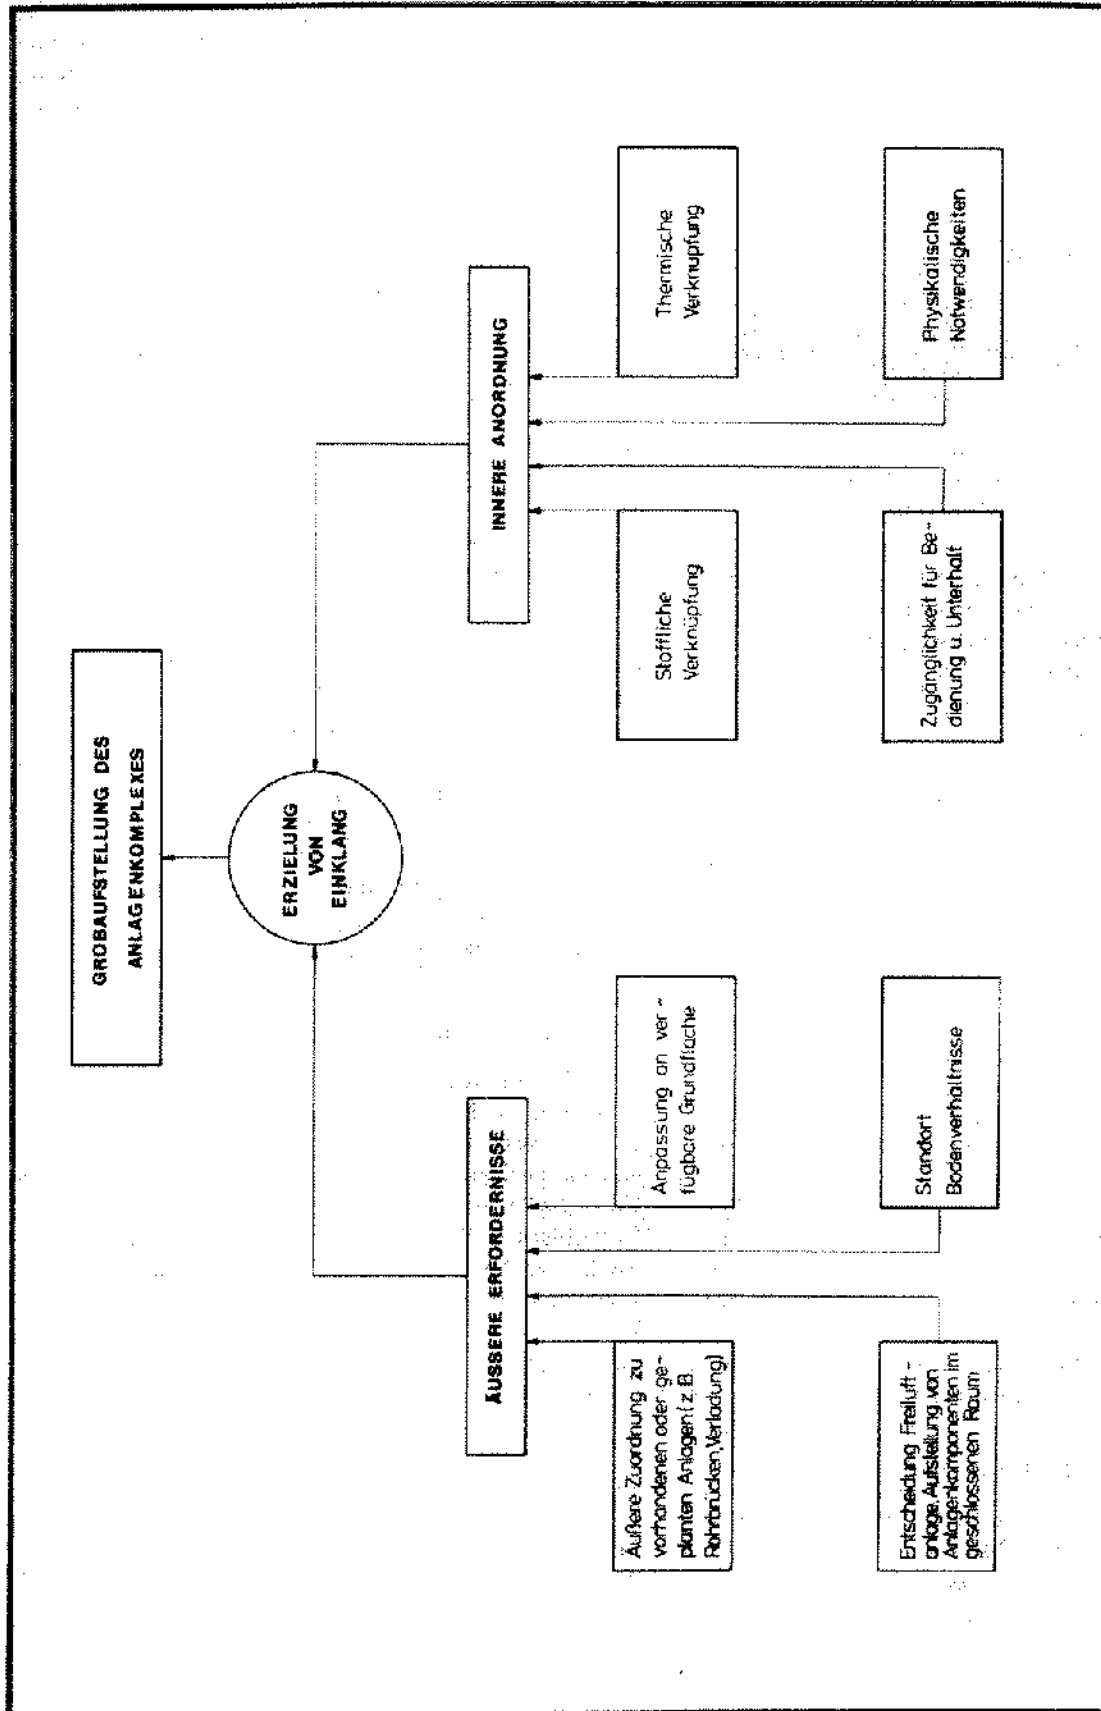 GROBAUFSTELLUNG DES
ANLAGENKOMPLEXES
ERZIELUNG
VON
EINKLANG
ÄUSSERE ERFORDERNISSE
INNERE ANORDNUNG
Äußere Zuordnung zu
vorhandenen oder ge-
planten Anlagen (z.B.
Rohrbrücken, Verladung)
Anpassung an ver-
fügbare Grundfläche
Stoffliche
Verknüpfung
Thermische
Verknüpfung
Entscheidung Freiluft-
anlage, Aufstellung von
Anlagenkomponenten im
geschlossenen Raum
Standort
Bodenverhältnisse
Zugänglichkeit für Be-
dienung u. Unterhalt
Physikalische
Notwendigkeiten